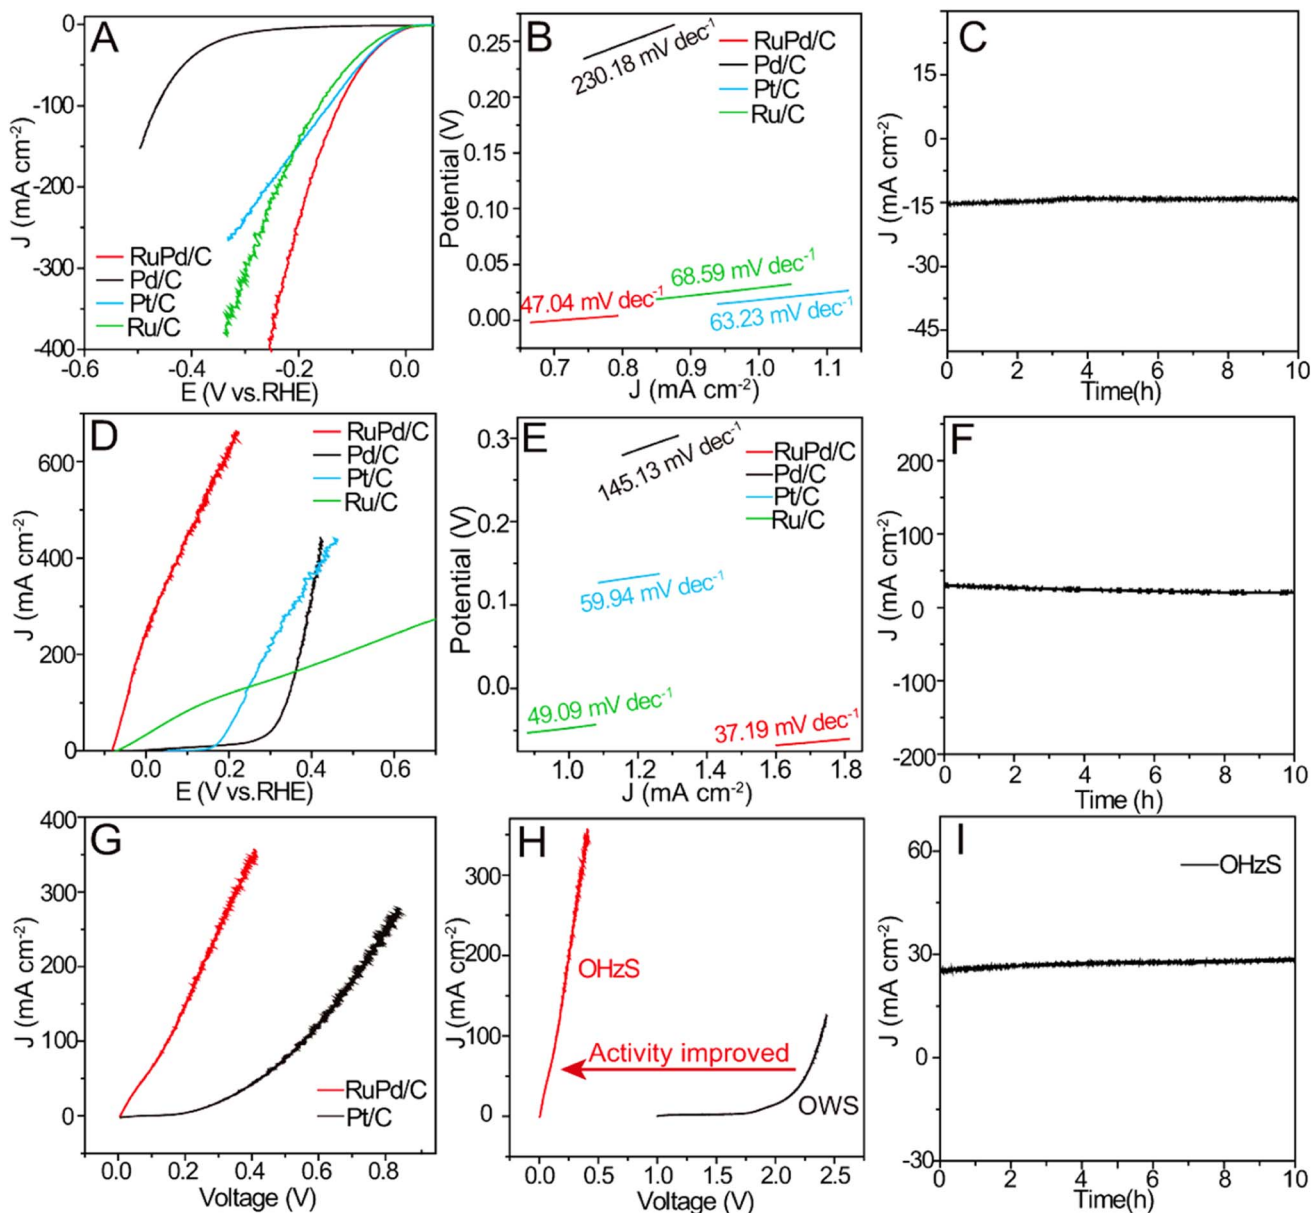 A
0
-100
-200
-300
-400
J (mA cm-2)
RuPd/C
Pd/C
Pt/C
Ru/C
-0.6
-0.4
-0.2
0.0
E (V vs.RHE)
B
0.25
0.20
0.15
0.10
0.05
0.00
Potential (V)
230.18 mV dec-1
RuPd/C
Pd/C
Pt/C
Ru/C
68.59 mV dec-1
47.04 mV dec-1
63.23 mV dec-1
0.7
0.8
0.9
1.0
1.1
J (mA cm-2)
C
15
0
-15
-30
-45
J (mA cm-2)
0
2
4
6
8
10
Time(h)
D
600
400
200
0
J (mA cm-2)
RuPd/C
Pd/C
Pt/C
Ru/C
0.0
0.2
0.4
0.6
E (V vs.RHE)
E
0.3
0.2
0.1
0.0
Potential (V)
145.13 mV dec-1
RuPd/C
Pd/C
Pt/C
Ru/C
59.94 mV dec-1
49.09 mV dec-1
37.19 mV dec-1
1.0
1.2
1.4
1.6
1.8
J (mA cm-2)
F
200
100
0
-100
-200
J (mA cm-2)
0
2
4
6
8
10
Time (h)
G
400
300
200
100
0
J (mA cm-2)
RuPd/C
Pt/C
0.0
0.2
0.4
0.6
0.8
Voltage (V)
H
300
200
100
0
J (mA cm-2)
OHzS
Activity improved
OWS
0.0
0.5
1.0
1.5
2.0
2.5
Voltage (V)
I
60
30
0
-30
J (mA cm-2)
OHzS
0
2
4
6
8
10
Time(h)